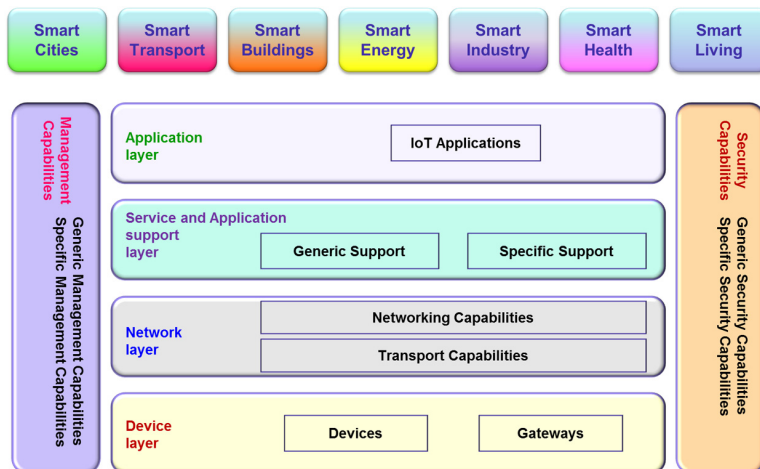 Smart
Cities
Smart
Transport
Smart
Buildings
Smart
Energy
Smart
Industry
Smart
Health
Smart
Living
Management
Capabilities
Generic Management Capabilities
Specific Management Capabilities
Application
layer
IoT Applications
Service and Application
support
layer
Generic Support
Specific Support
Network
layer
Networking Capabilities
Transport Capabilities
Device
layer
Devices
Gateways
Security
Capabilities
Generic Security Capabilities
Specific Security Capabilities